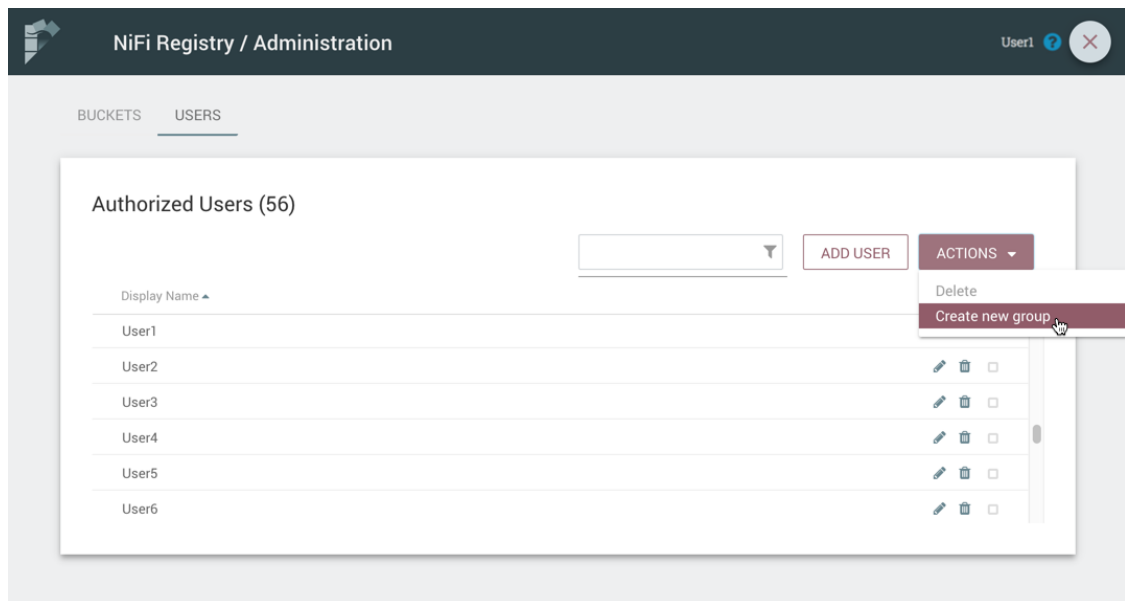 NiFi Registry / Administration
User1 ?
BUCKETS USERS
Authorized Users (56)
ADD USER ACTIONS
Display Name
Delete
Create new group
User1
User2
User3
User4
User5
User6